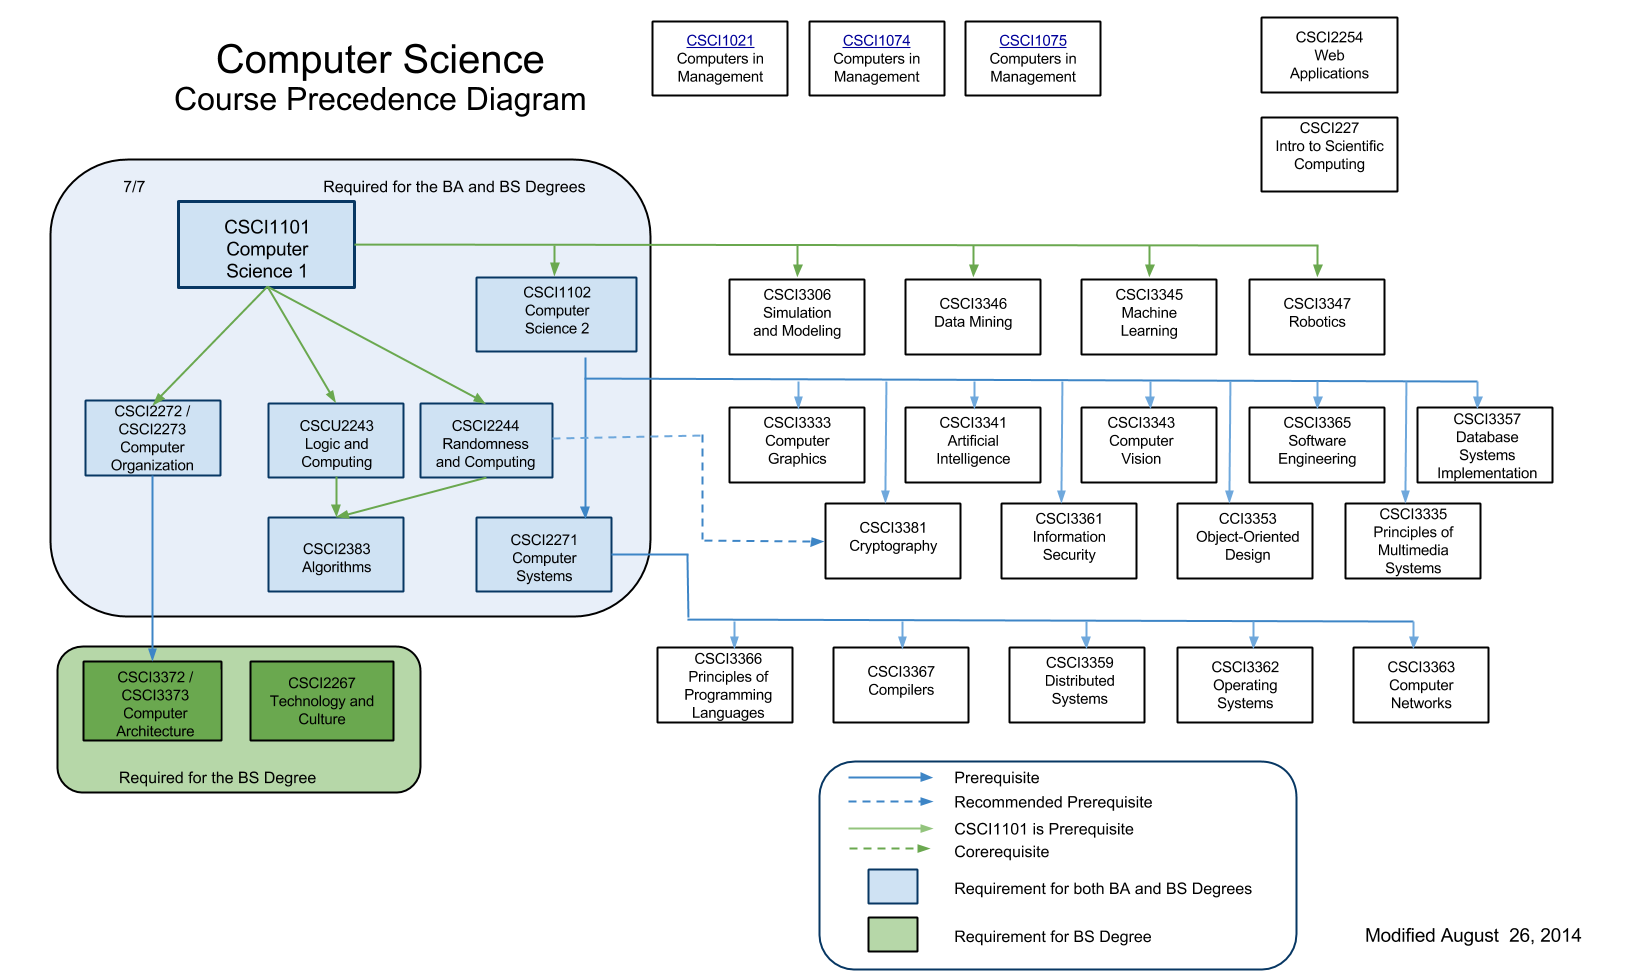 Computer Science
Course Precedence Diagram
CSCI1021
Computers in
Management
CSCI1074
Computers in
Management
CSCI1075
Computers in
Management
CSCI2254
Web
Applications
CSCI227
Intro to Scientific
Computing
7/7
Required for the BA and BS Degrees
CSCI1101
Computer
Science 1
CSCI1102
Computer
Science 2
CSCI3306
Simulation
and Modeling
CSCI3346
Data Mining
CSCI3345
Machine
Learning
CSCI3347
Robotics
CSCI2272 /
CSCI2273
Computer
Organization
CSCU2243
Logic and
Computing
CSCI2244
Randomness
and Computing
CSCI3333
Computer
Graphics
CSCI3341
Artificial
Intelligence
CSCI3343
Computer
Vision
CSCI3365
Software
Engineering
CSCI3357
Database
Systems
Implementation
CSCI2383
Algorithms
CSCI2271
Computer
Systems
CSCI3381
Cryptography
CSCI3361
Information
Security
CCI3353
Object-Oriented
Design
CSCI3335
Principles of
Multimedia
Systems
CSCI3372 /
CSCI3373
Computer
Architecture
CSCI2267
Technology and
Culture
Required for the BS Degree
CSCI3366
Principles of
Programming
Languages
CSCI3367
Compilers
CSCI3359
Distributed
Systems
CSCI3362
Operating
Systems
CSCI3363
Computer
Networks
Prerequisite
Recommended Prerequisite
CSCI1101 is Prerequisite
Corerequisite
Requirement for both BA and BS Degrees
Requirement for BS Degree
Modified August 26, 2014